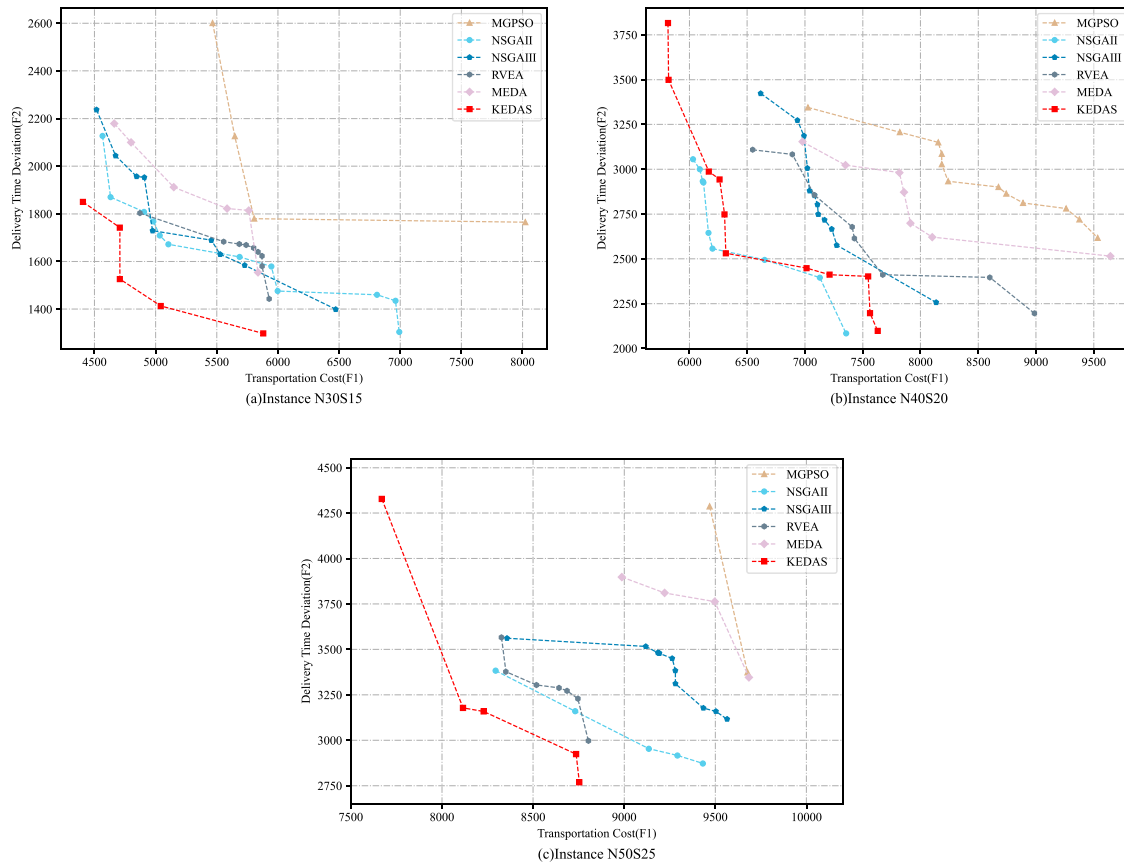 2600
2400
2200
2000
1800
1600
1400
Delivery Time Deviation(F2)
MGPSO
NSGAII
NSGAIII
RVEA
MEDA
KEDAS
4500 5000 5500 6000 6500 7000 7500 8000
Transportation Cost(F1)
(a)Instance N30S15
3750
3500
3250
3000
2750
2500
2250
2000
Delivery Time Deviation(F2)
MGPSO
NSGAII
NSGAIII
RVEA
MEDA
KEDAS
6000 6500 7000 7500 8000 8500 9000 9500
Transportation Cost(F1)
(b)Instance N40S20
4500
4250
4000
3750
3500
3250
3000
2750
Delivery Time Deviation(F2)
MGPSO
NSGAII
NSGAIII
RVEA
MEDA
KEDAS
7500 8000 8500 9000 9500 10000
Transportation Cost(F1)
(c)Instance N50S25